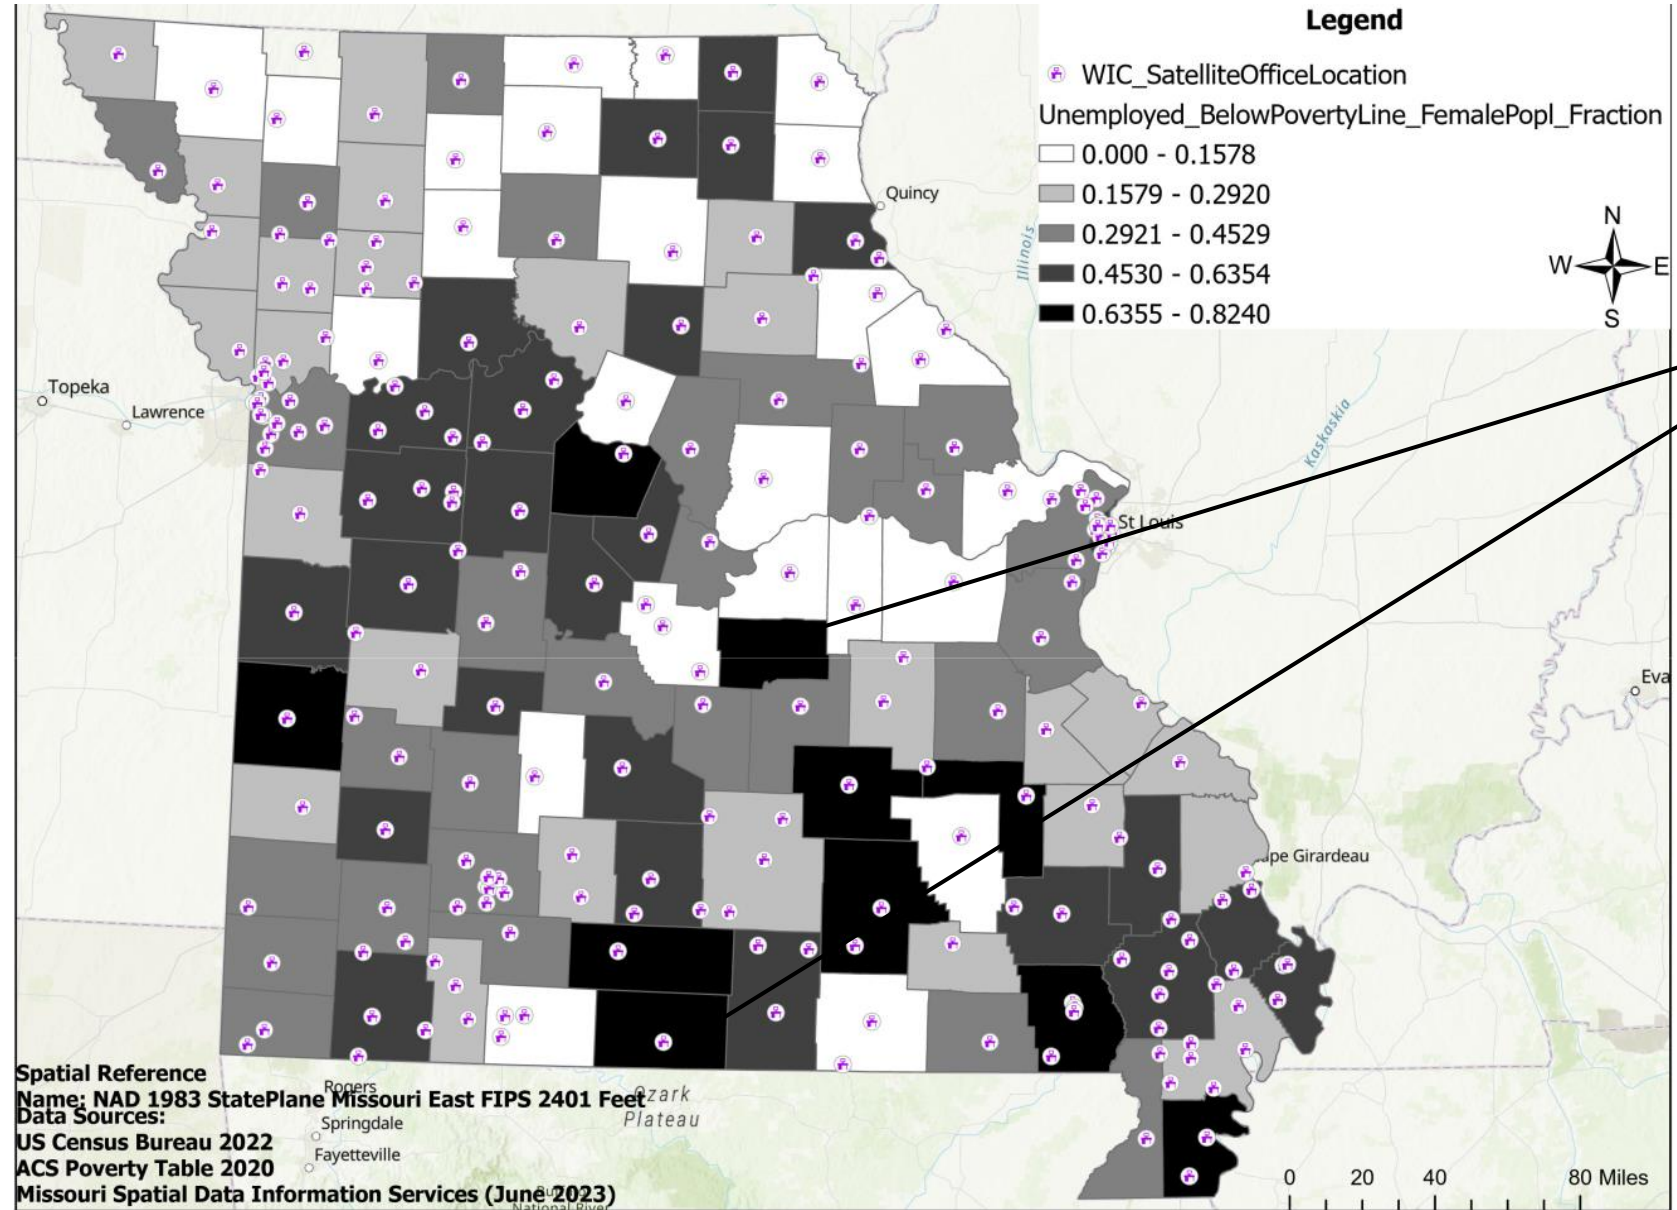 Legend
WIC_SatelliteOfficeLocation
Unemployed_BelowPovertyLine_FemalePopl_Fraction
0.000 - 0.1578
0.1579 - 0.2920
0.2921 - 0.4529
0.4530 - 0.6354
0.6355 - 0.8240
N
W E
S
Quincy
Illinois
Topeka
Lawrence
Kaskaskia
St Louis
Eva
ape Girardeau
Spatial Reference
Rogers
Name: NAD 1983 StatePlane Missouri East FIPS 2401 Feet
Ozark
Plateau
Data Sources:
Springdale
US Census Bureau 2022
Fayetteville
ACS Poverty Table 2020
Missouri Spatial Data Information Services (June 2023)
National River
0 20 40 80 Miles